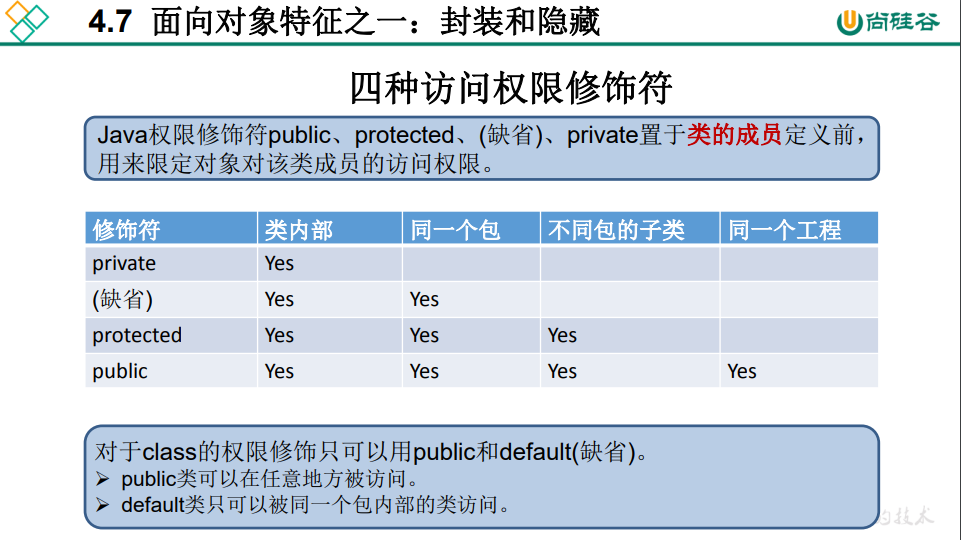 4.7 面向对象特征之一：封装和隐藏
尚硅谷
四种访问权限修饰符
Java权限修饰符public、protected、(缺省)、private置于类的成员定义前，
用来限定对象对该类成员的访问权限。
修饰符 类内部 同一个包 不同包的子类 同一个工程
private Yes
(缺省) Yes Yes
protected Yes Yes Yes
public Yes Yes Yes Yes
对于class的权限修饰只可以用public和default(缺省)。
➢ public类可以在任意地方被访问。
➢ default类只可以被同一个包内部的类访问。
的技术